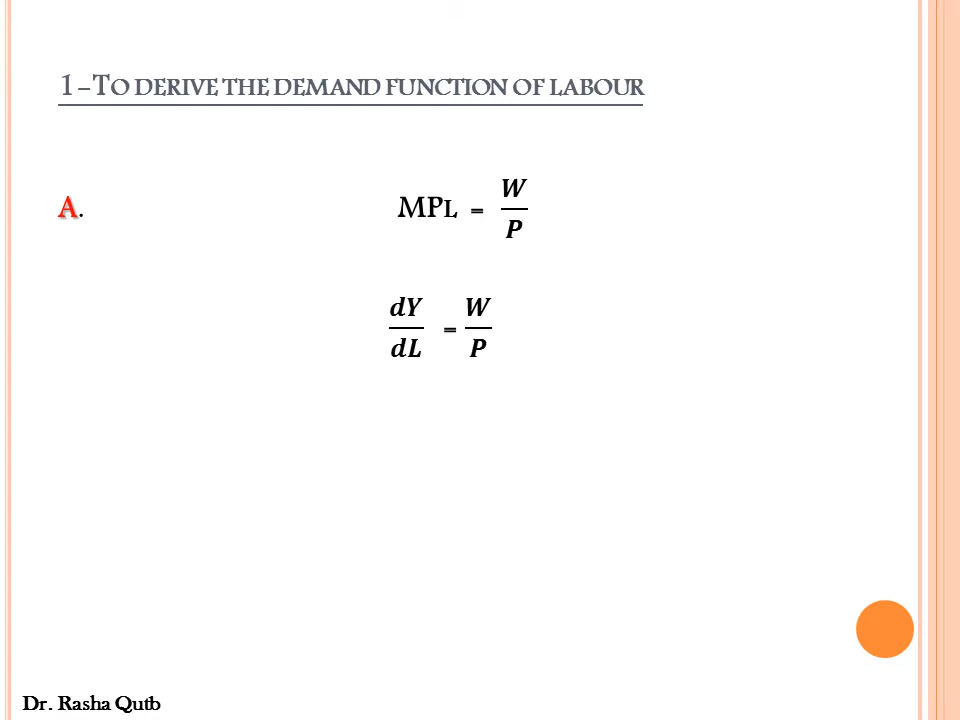 1-TO DERIVE THE DEMAND FUNCTION OF LABOUR
A. MPL = W/P
dY/dL = W/P
Dr. Rasha Qutb